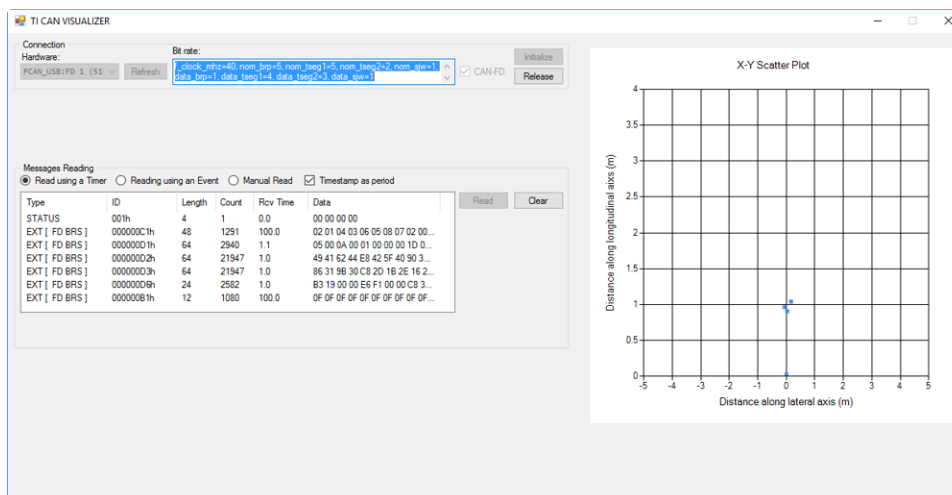 TI CAN VISUALIZER
Connection
Hardware:
Bit rate:
PCAN_USB:FD 1 (51
Refresh
f_clock_mhz=40, nom_brp=5, nom_tseg1=5, nom_tseg2=2, nom_sjw=1,
data_brp=1, data_tseg1=4, data_tseg2=3, data_sjw=1
CAN-FD
Initialize
Release
Messages Reading
Read using a Timer Reading using an Event Manual Read Timestamp as period
Type ID Length Count Rcv Time Data
STATUS 001h 4 1 0.0 00 00 00 00
EXT [ FD BRS ] 000000C1h 48 1291 100.0 02 01 04 03 06 05 08 07 02 00...
EXT [ FD BRS ] 000000D1h 64 2940 1.1 05 00 0A 00 01 00 00 00 1D 0...
EXT [ FD BRS ] 000000D2h 64 21947 1.0 49 41 62 44 E8 42 5F 40 90 3...
EXT [ FD BRS ] 000000D3h 64 21947 1.0 86 31 9B 30 C8 2D 1B 2E 16 2...
EXT [ FD BRS ] 000000D6h 24 2582 1.0 B3 19 00 00 E6 F1 00 00 C8 3...
EXT [ FD BRS ] 000000B1h 12 1080 100.0 0F 0F 0F 0F 0F 0F 0F 0F 0F 0F...
Read
Clear
X-Y Scatter Plot
Distance along longitudinal aixs (m)
4
3.5
3
2.5
2
1.5
1
0.5
0
-5 -4 -3 -2 -1 0 1 2 3 4 5
Distance along lateral axis (m)